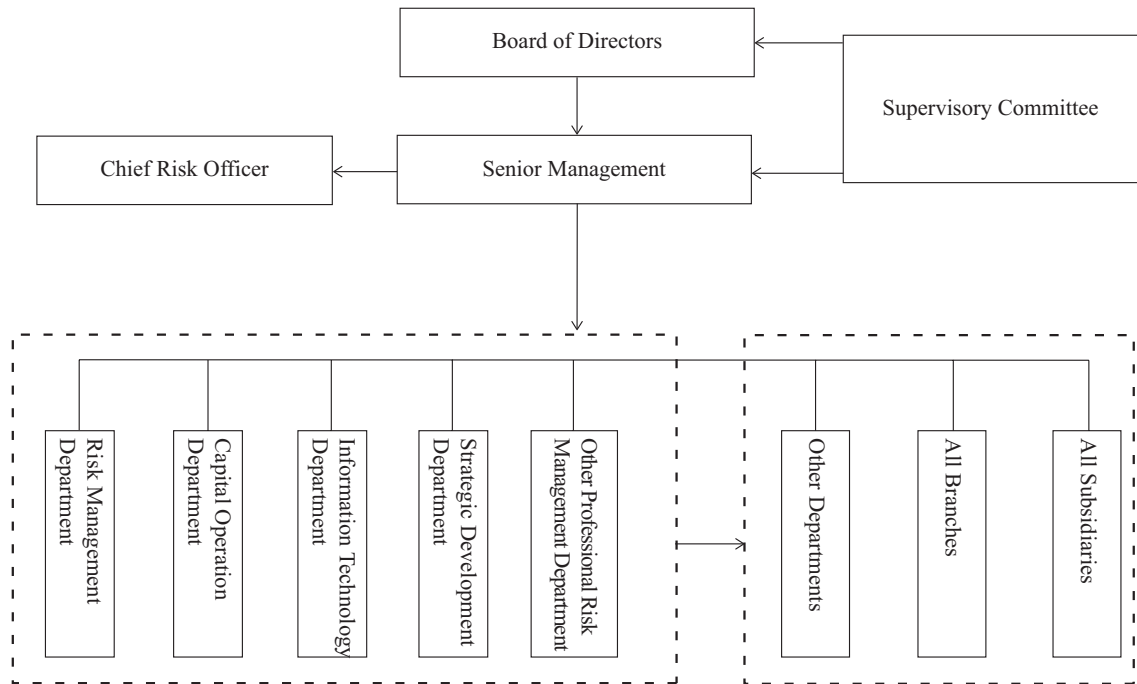 Board of Directors
Supervisory Committee
Chief Risk Officer
Senior Management
Risk Management
Department
Capital Operation
Department
Information Technology
Department
Strategic Development
Department
Other Professional Risk
Management Department
Other Departments
All Branches
All Subsidiaries